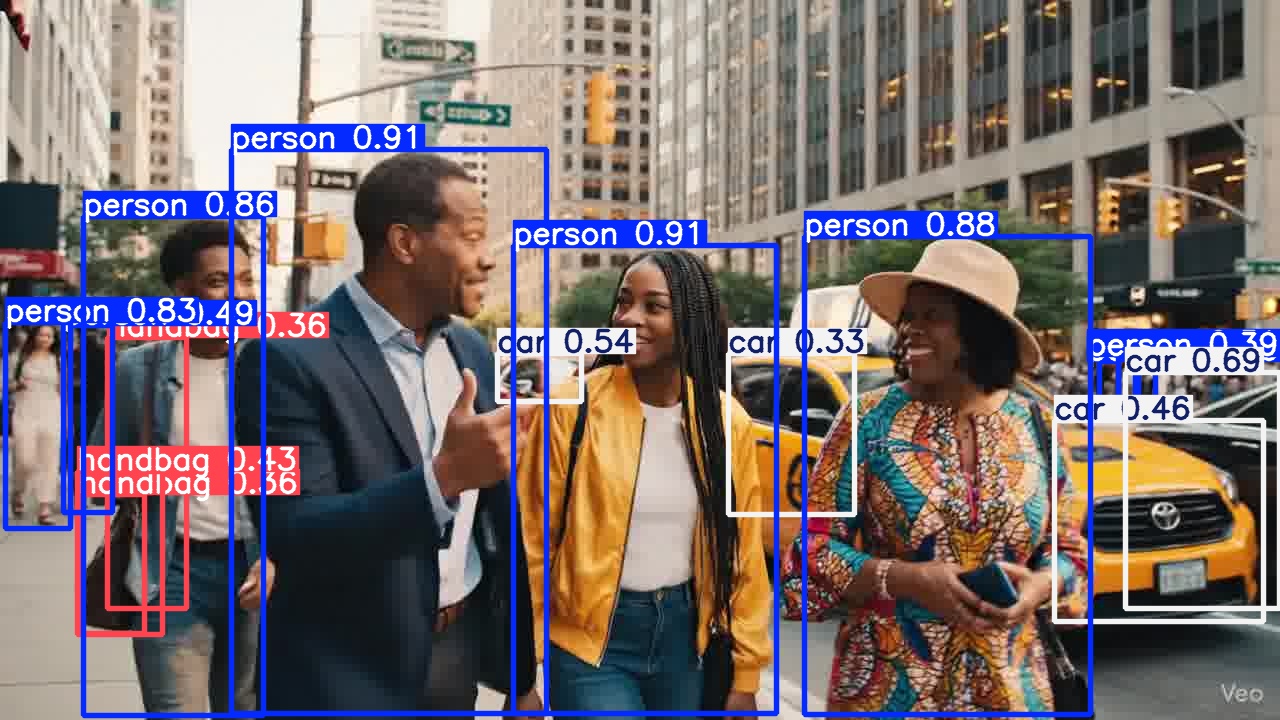 person 0.91
person 0.86
person 0.91
person 0.88
person 0.83
0.49
handbag 0.36
car 0.54
car 0.33
person 0.39
car 0.69
car 0.46
handbag 0.43
handbag 0.36
Veo